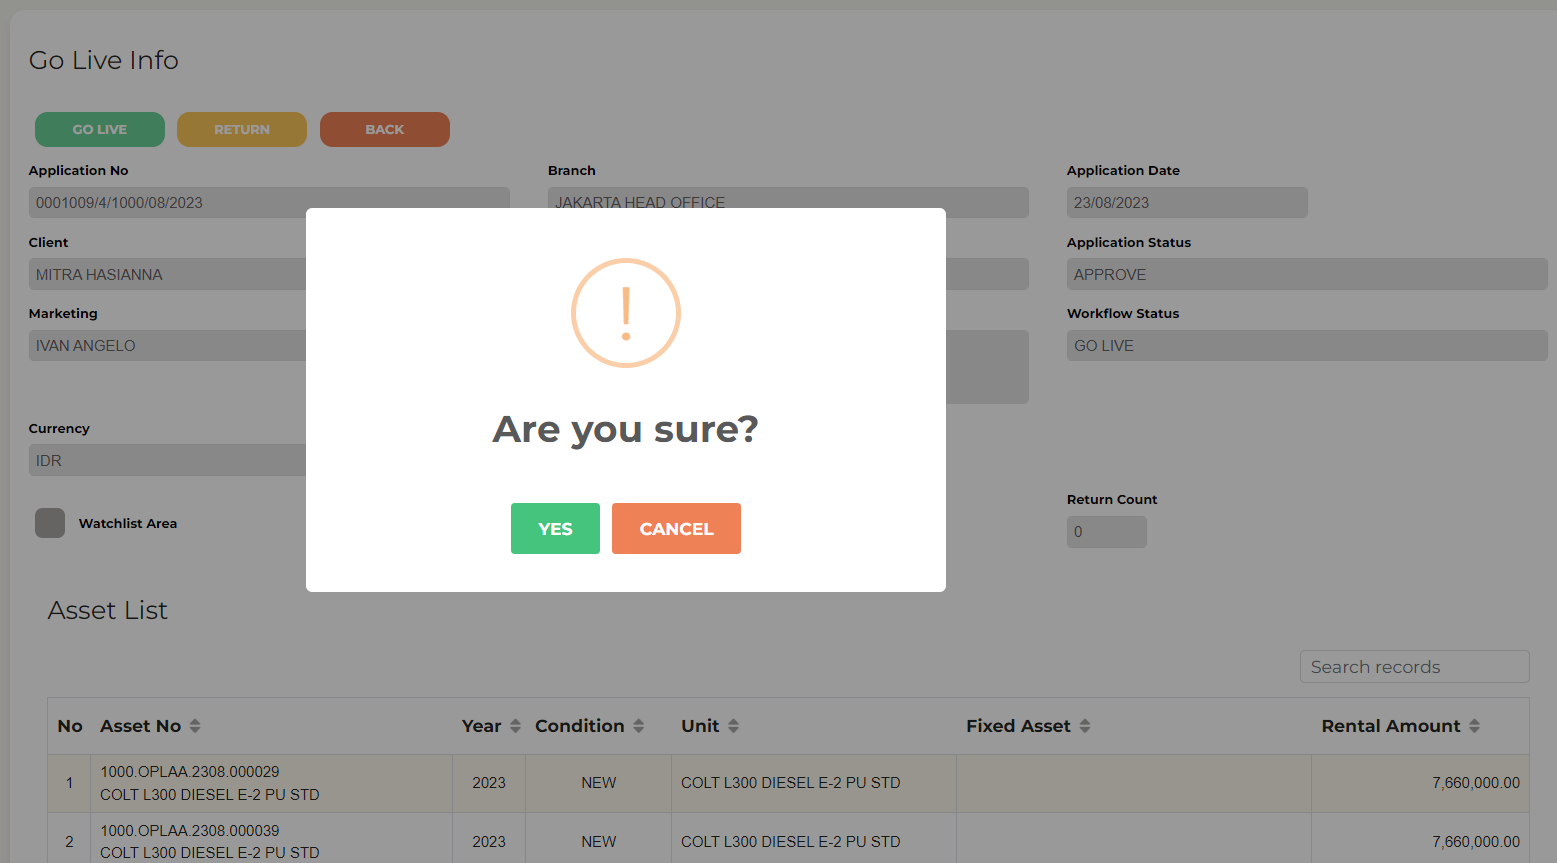 Go Live Info
GO LIVE RETURN BACK
Application No
0001009/4/1000/08/2023
Branch
JAKARTA HEAD OFFICE
Application Date
23/08/2023
Client
MITRA HASIANNA
Application Status
APPROVE
Marketing
IVAN ANGELO
Workflow Status
GO LIVE
Currency
IDR
Watchlist Area
Return Count
0
!
Are you sure?
YES CANCEL
Asset List
Search records
No Asset No Year Condition Unit Fixed Asset Rental Amount
1 1000.OPLAA.2308.000029 2023 NEW COLT L300 DIESEL E-2 PU STD 7,660,000.00
COLT L300 DIESEL E-2 PU STD
2 1000.OPLAA.2308.000039 2023 NEW COLT L300 DIESEL E-2 PU STD 7,660,000.00
COLT L300 DIESEL E-2 PU STD